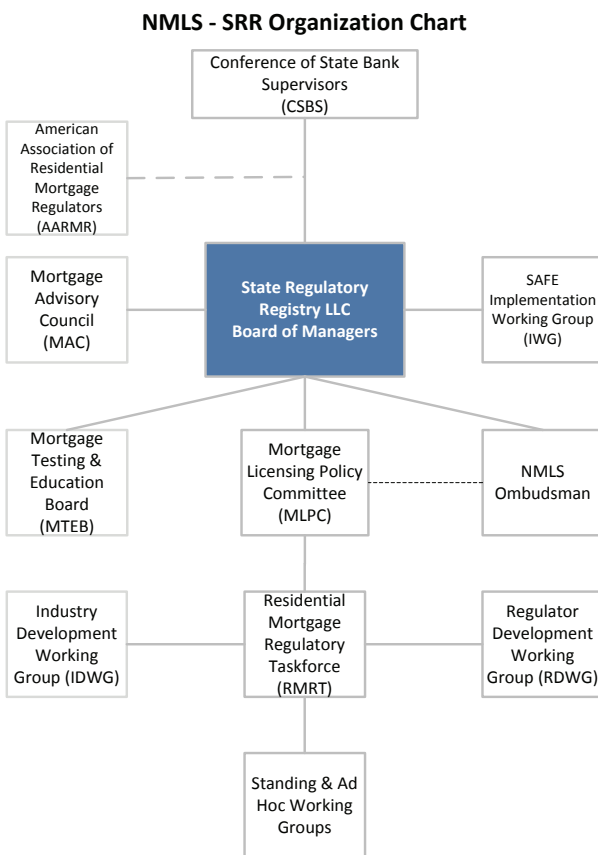 NMLS - SRR Organization Chart
Conference of State Bank
Supervisors
(CSBS)
American
Association of
Residential
Mortgage
Regulators
(AARMR)
Mortgage
Advisory
Council
(MAC)
State Regulatory
Registry LLC
Board of Managers
SAFE
Implementation
Working Group
(IWG)
Mortgage
Testing &
Education
Board
(MTEB)
Mortgage
Licensing Policy
Committee
(MLPC)
NMLS
Ombudsman
Industry
Development
Working
Group (IDWG)
Residential
Mortgage
Regulatory
Taskforce
(RMRT)
Regulator
Development
Working
Group (RDWG)
Standing & Ad
Hoc Working
Groups